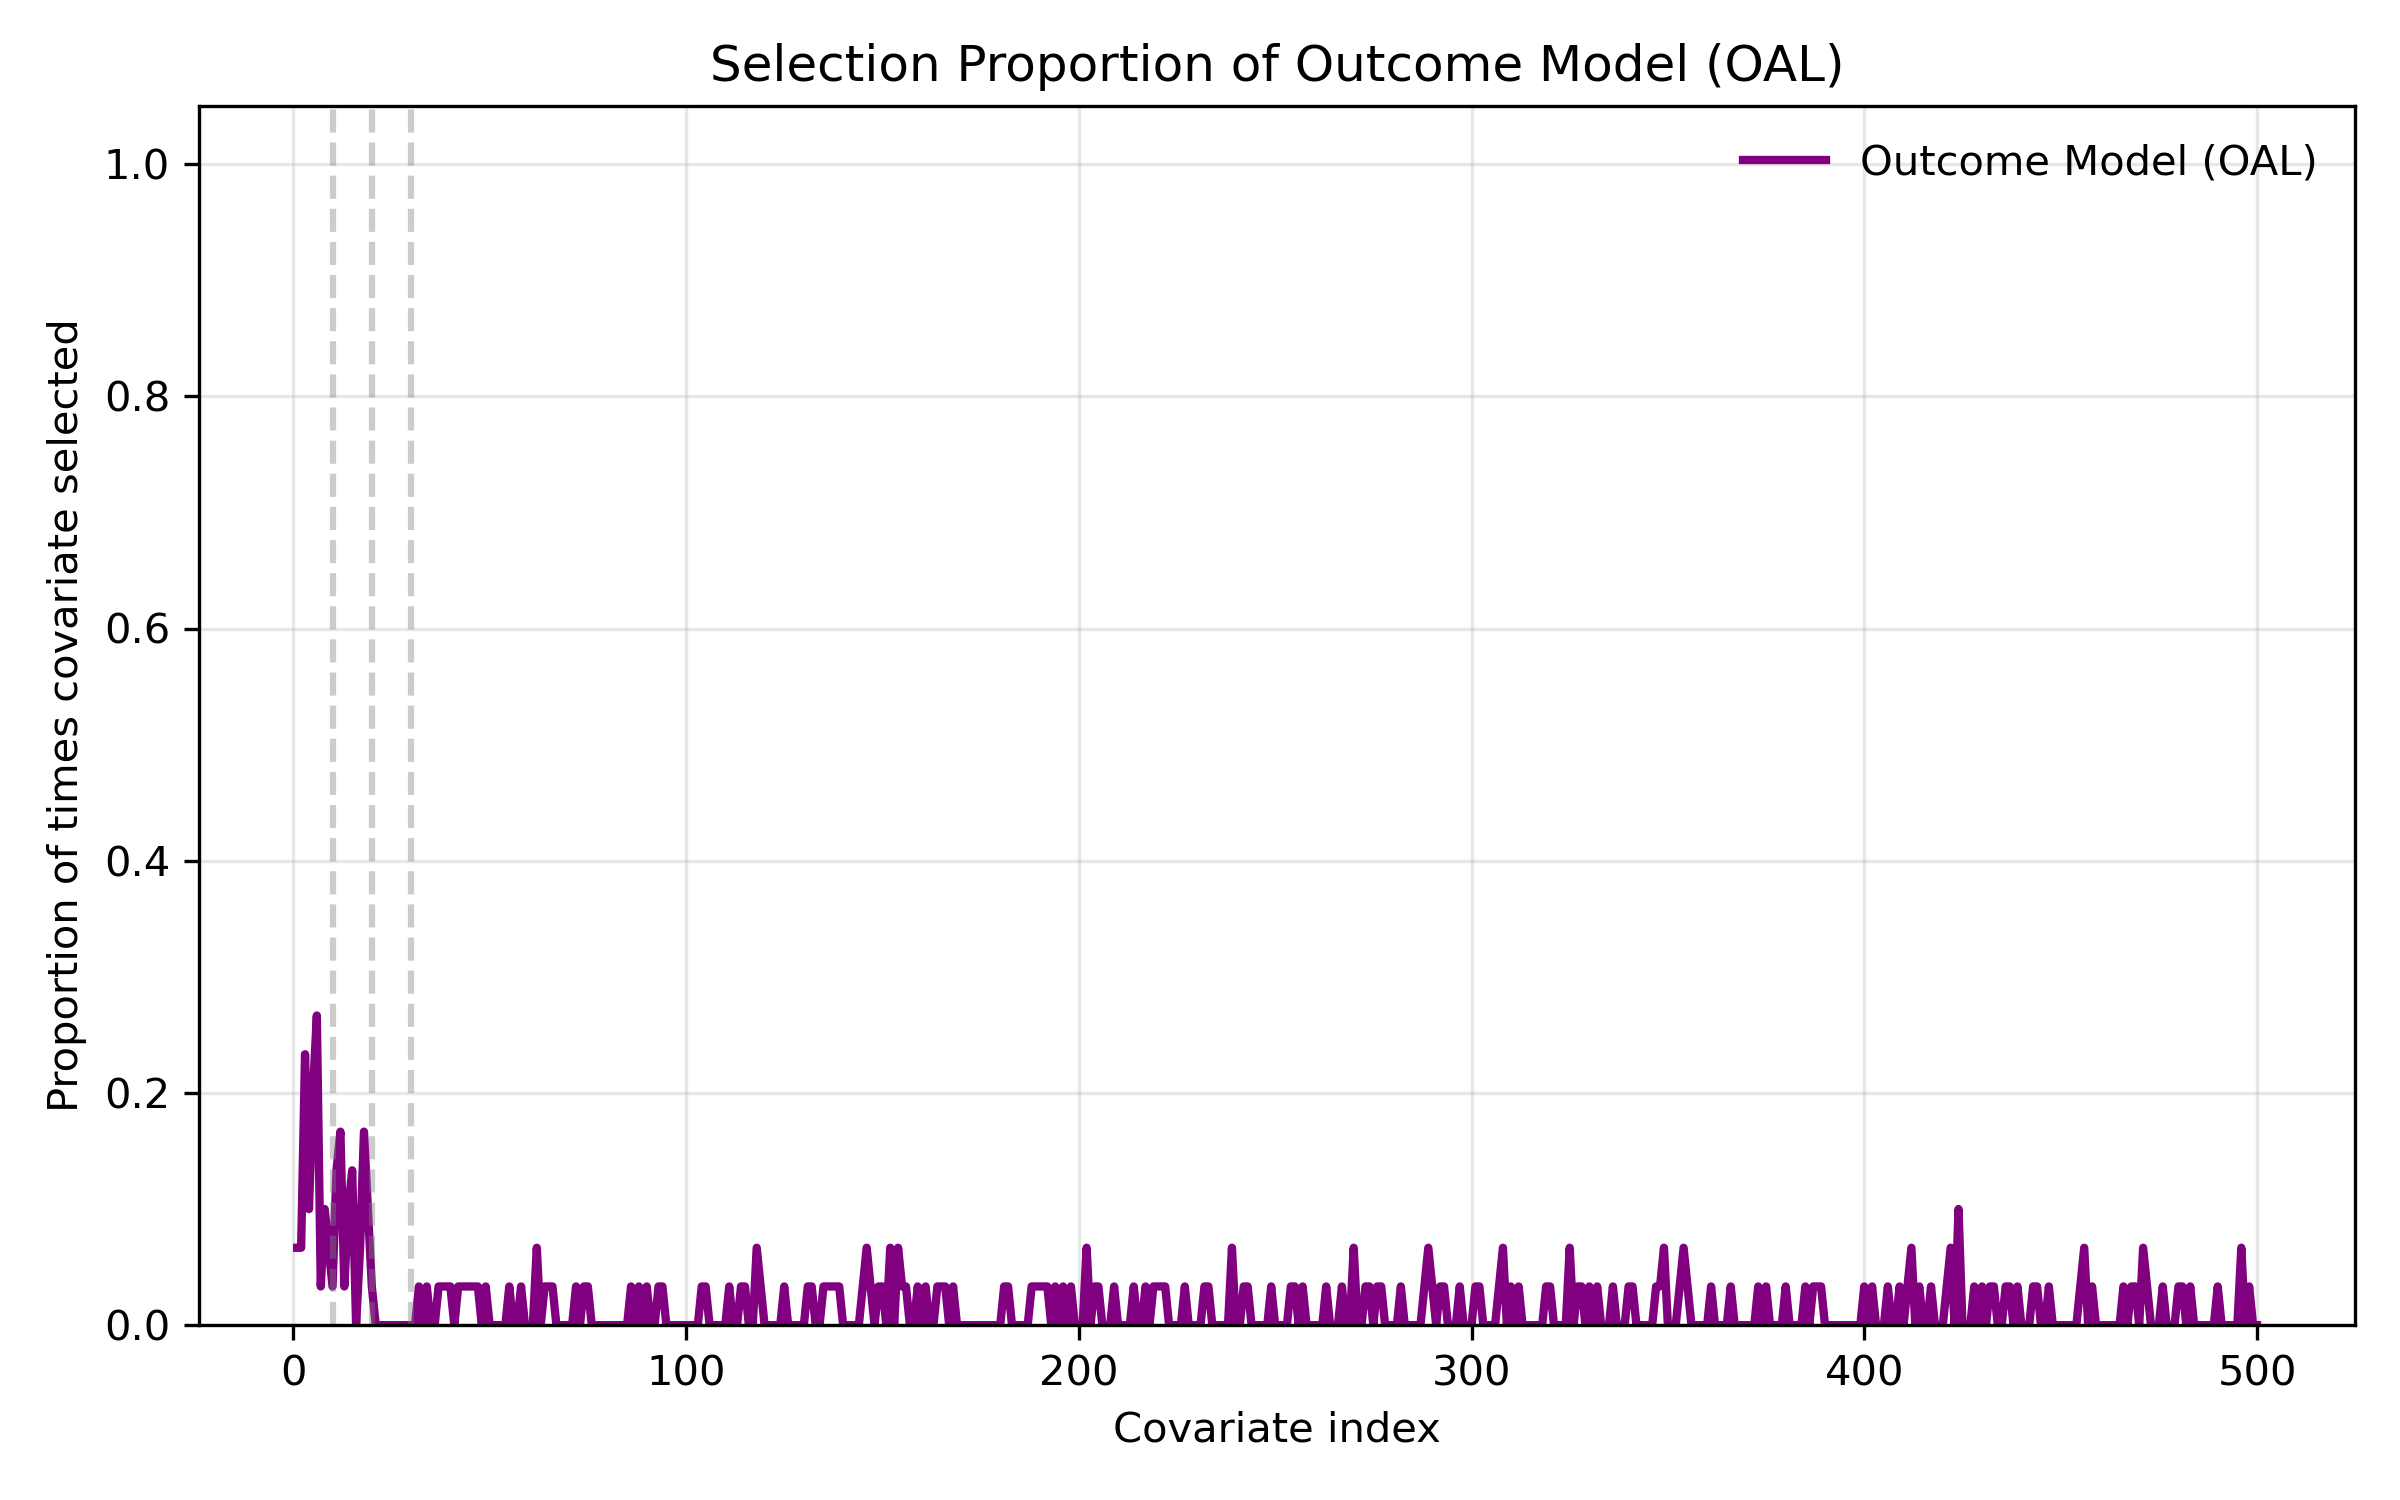 Selection Proportion of Outcome Model (OAL)
Outcome Model (OAL)
Proportion of times covariate selected
1.0
0.8
0.6
0.4
0.2
0.0
0 100 200 300 400 500
Covariate index